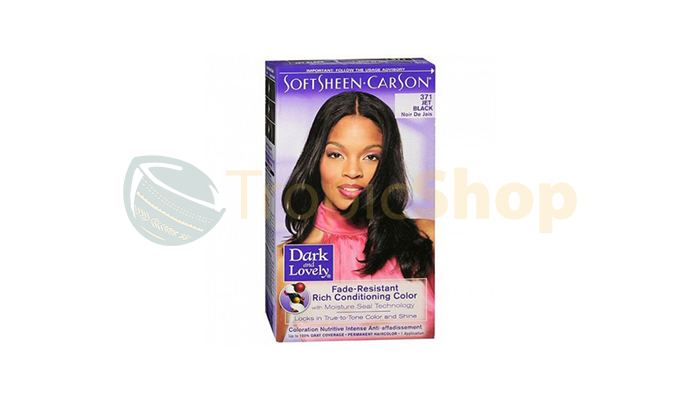 IMPORTANT: FOLLOW THE USAGE ADVISORY
SOFTSHEEN·CARSON®
371
JET
BLACK
Noir De Jais
TropicShop
Dark
and
Lovely®
Fade-Resistant
Rich Conditioning Color
with Moisture Seal Technology
Locks in True-to-Tone Color and Shine
Coloration Nutritive Intense Anti-affadissement
Up to 100% GRAY COVERAGE • PERMANENT HAIRCOLOR • 1 Application